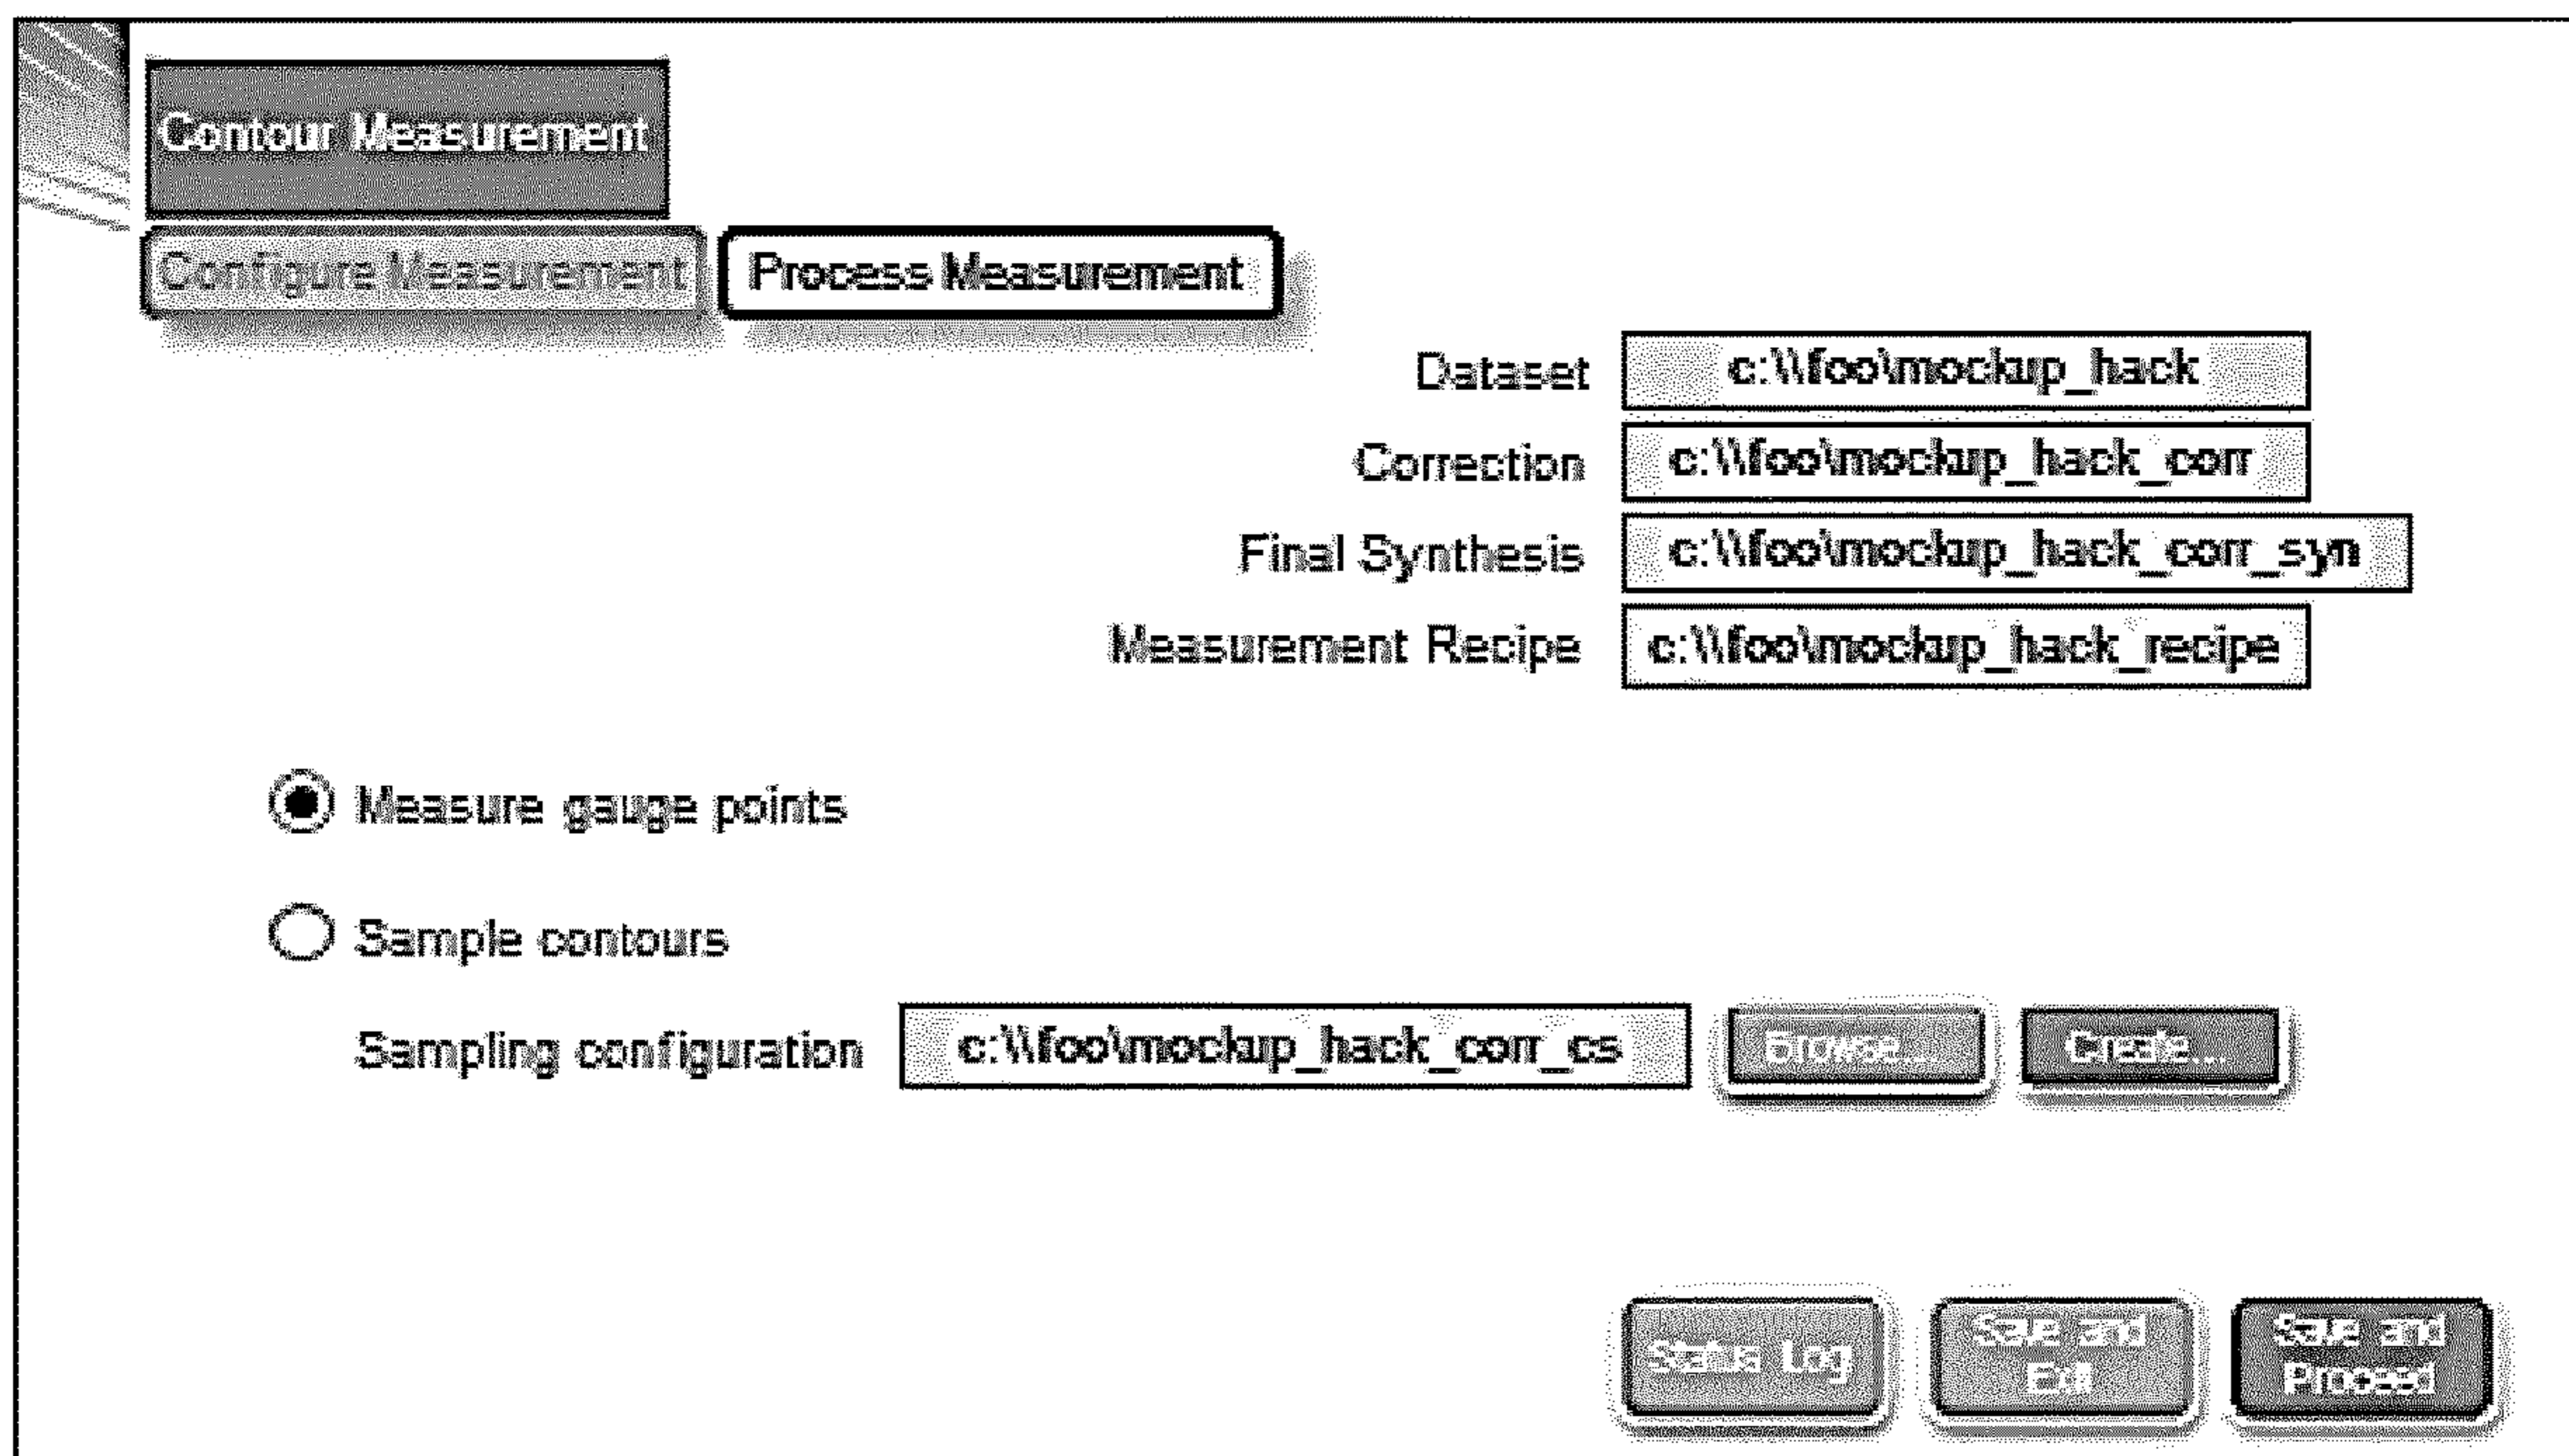 Contour Measurement
Configure Measurement Process Measurement
Dataset c:\\foo\mockup_hack
Correction c:\\foo\mockup_hack_corr
Final Synthesis c:\\foo\mockup_hack_corr_syn
Measurement Recipe c:\\foo\mockup_hack_recipe
Measure gauge points
Sample contours
Sampling configuration c:\\foo\mockup_hack_corr_cs Browse... Create...
Status Log
Save and
Exit
Save and
Proceed